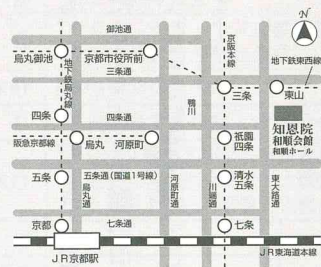 御池通
N
烏丸御池
京都市役所前
京阪本線
地下鉄東西線
三条通
地下鉄烏丸線
三条
東山
四条
四条通
鴨川
知恩院
和順会館
和順ホール
阪急京都線
烏丸
河原町
祇園
四条
五条
五条通(国道1号線)
清水
五条
烏丸通
河原町通
川端通
東大路通
京都
七条通
七条
JR京都駅
JR東海道本線